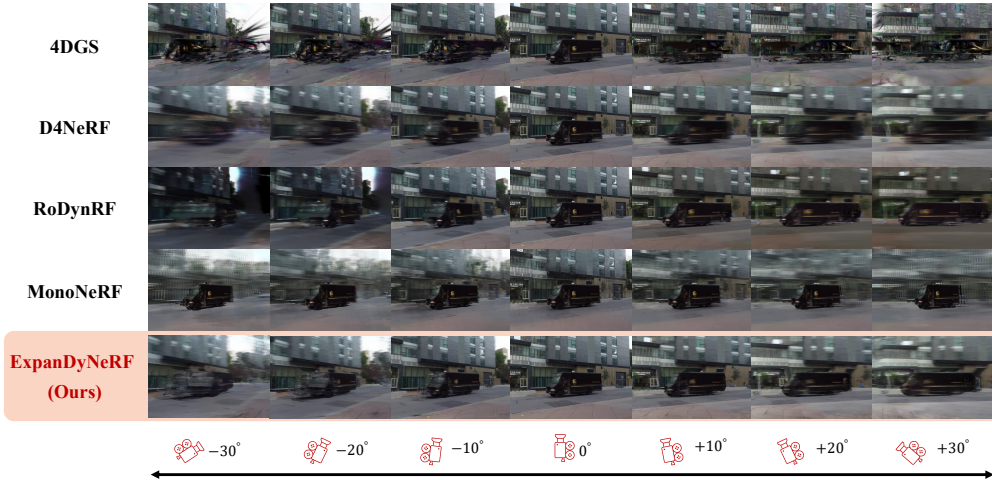 4DGS
D4NeRF
RoDynRF
MonoNeRF
ExpanDyNeRF
(Ours)
−30° −20° −10° 0° +10° +20° +30°